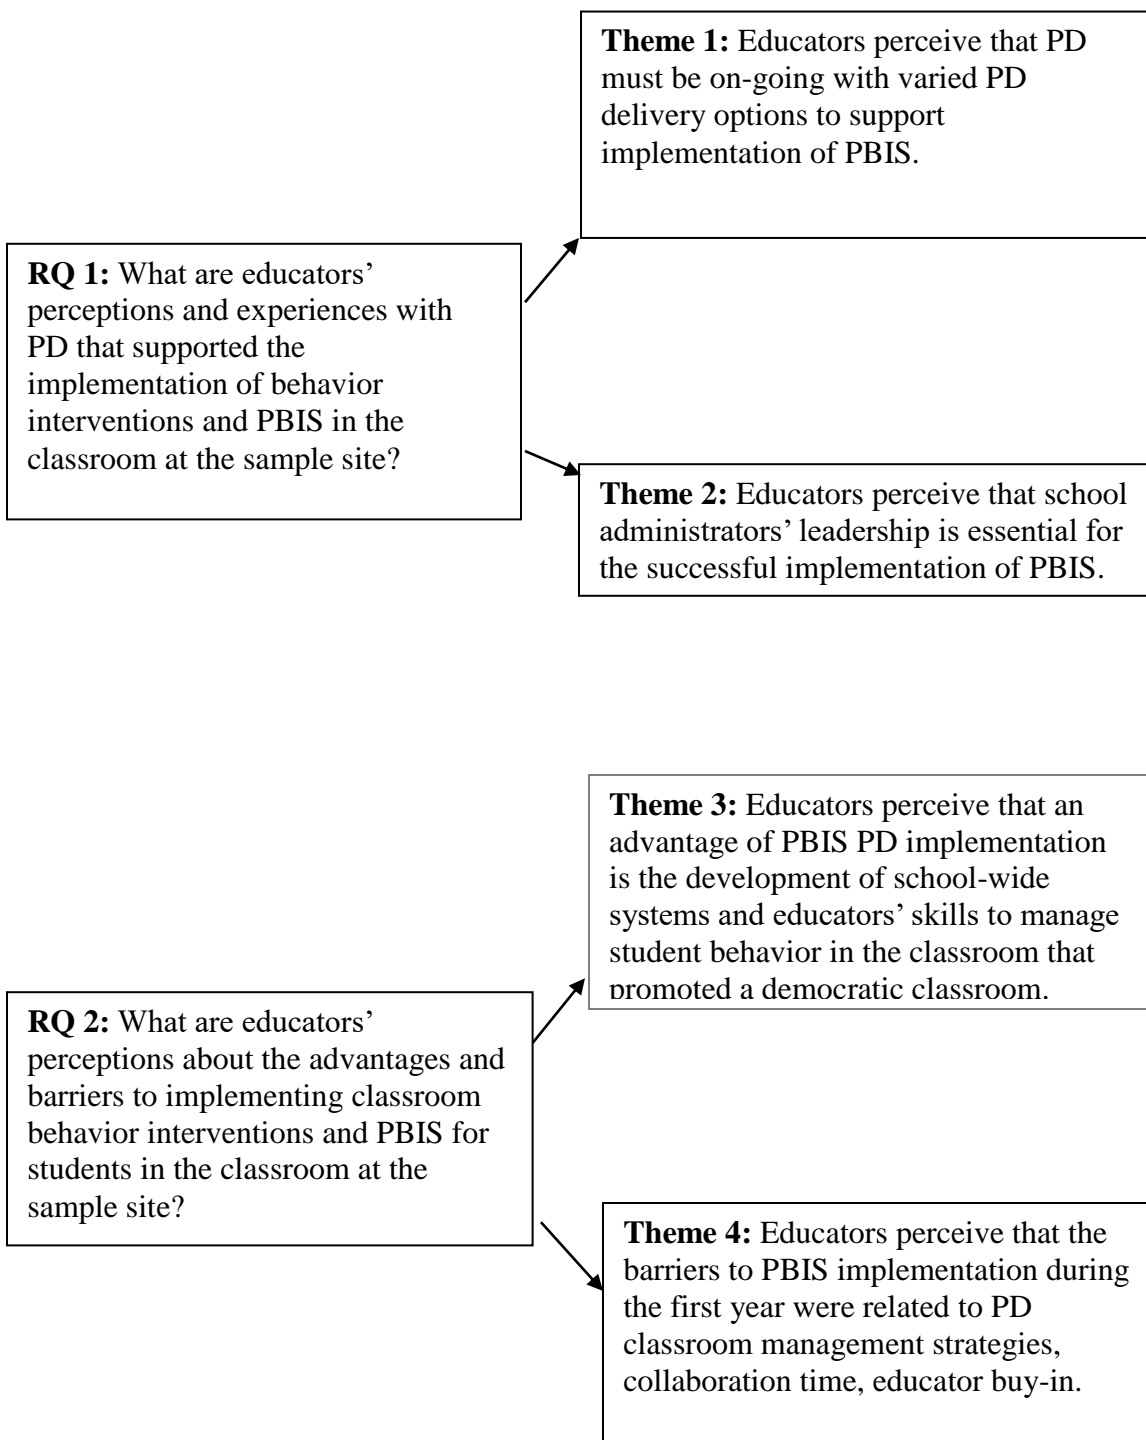 Theme 1: Educators perceive that PD
must be on-going with varied PD
delivery options to support
implementation of PBIS.
RQ 1: What are educators’
perceptions and experiences with
PD that supported the
implementation of behavior
interventions and PBIS in the
classroom at the sample site?
Theme 2: Educators perceive that school
administrators’ leadership is essential for
the successful implementation of PBIS.
Theme 3: Educators perceive that an
advantage of PBIS PD implementation
is the development of school-wide
systems and educators’ skills to manage
student behavior in the classroom that
promoted a democratic classroom.
RQ 2: What are educators’
perceptions about the advantages and
barriers to implementing classroom
behavior interventions and PBIS for
students in the classroom at the
sample site?
Theme 4: Educators perceive that the
barriers to PBIS implementation during
the first year were related to PD
classroom management strategies,
collaboration time, educator buy-in.